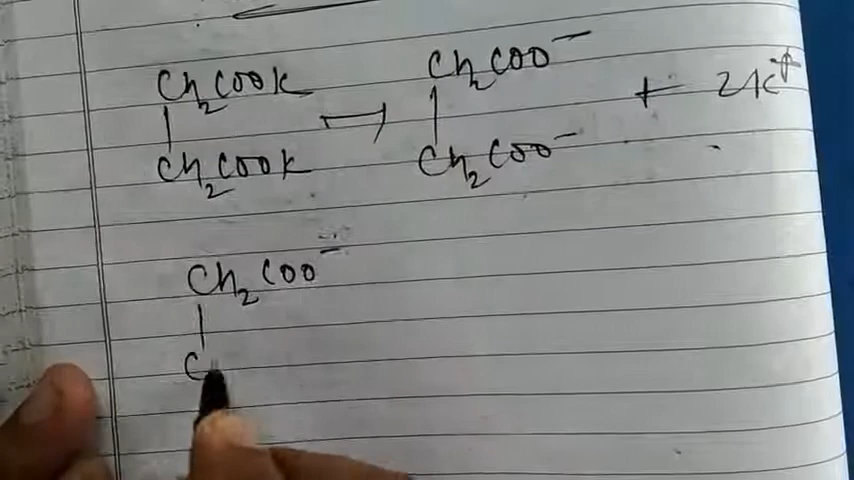 CH₂COOK ⟼ CH₂COO⁻ + 2K⁺
|
CH₂COOK CH₂COO⁻
CH₂COO⁻
|
C